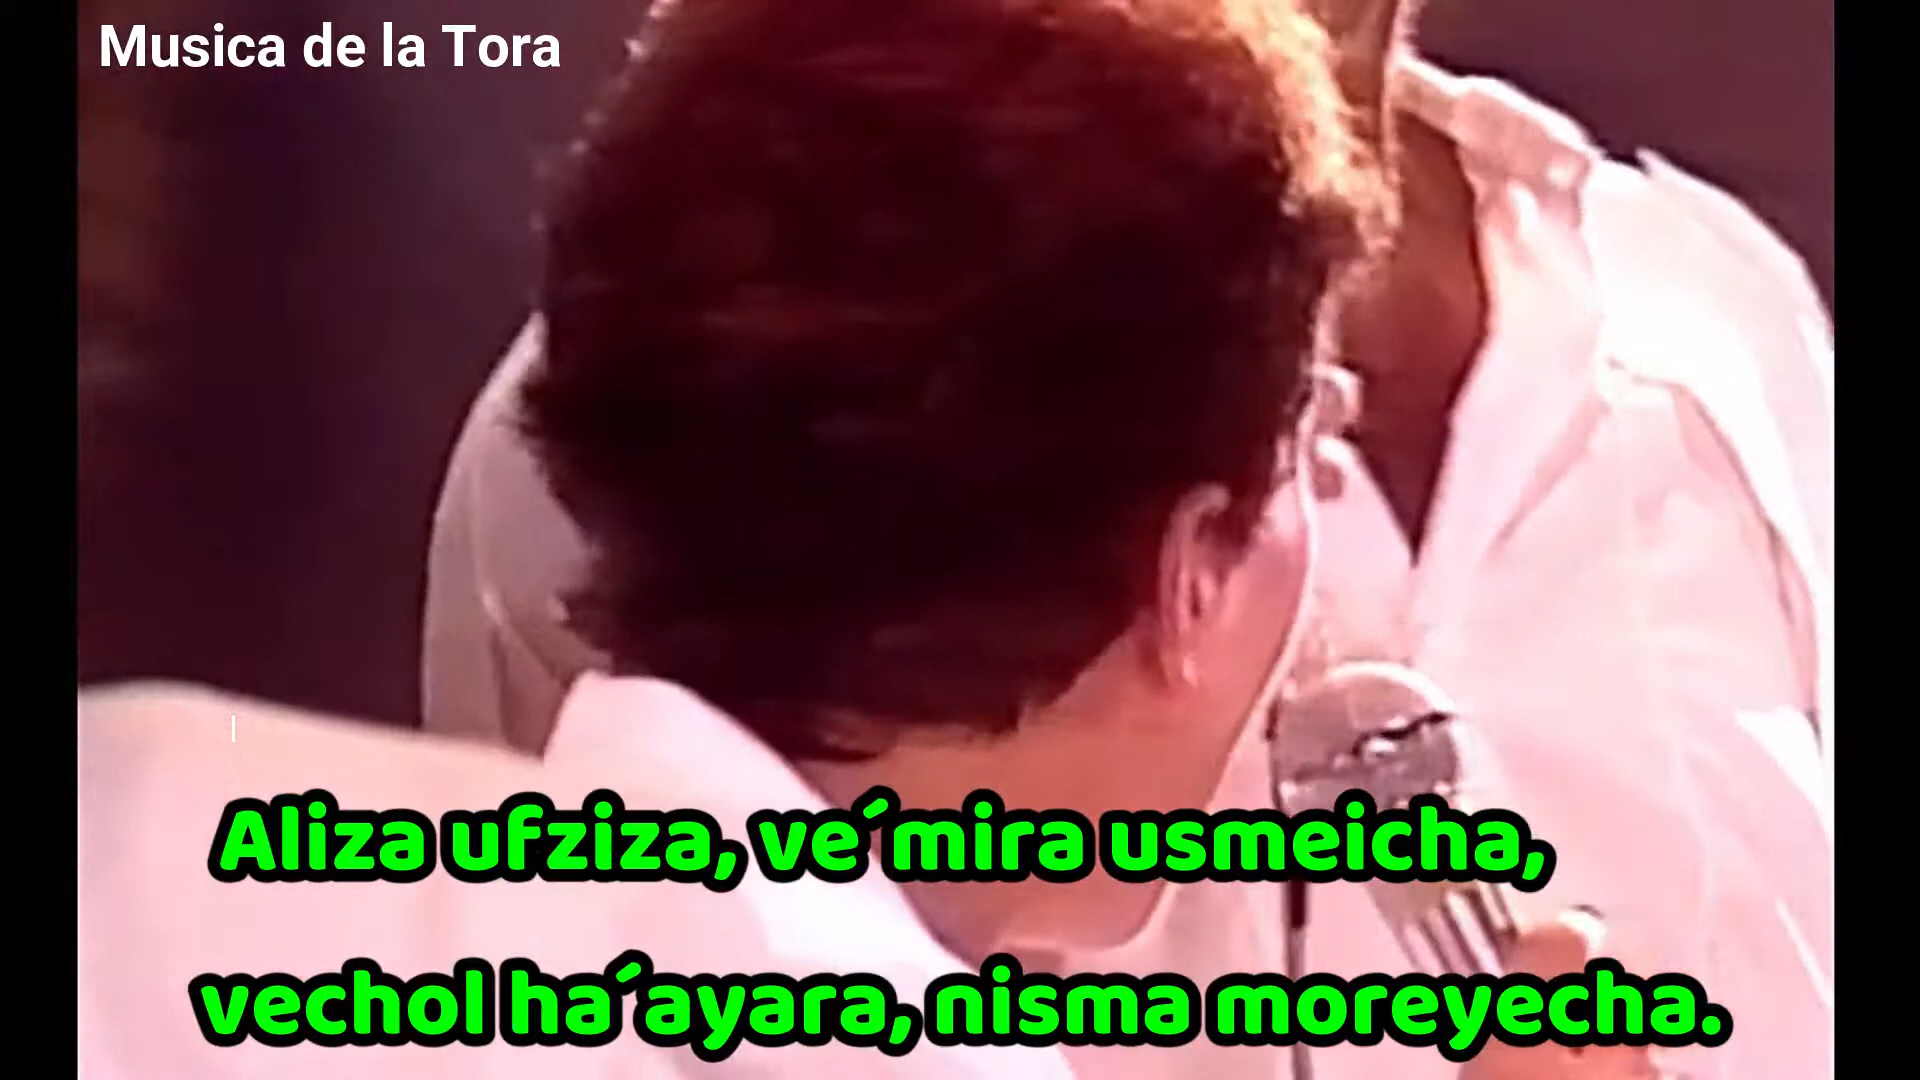 Musica de la Tora
Aliza ufziza, ve´mira usmeicha,
vechol ha´ayara, nisma moreyecha.